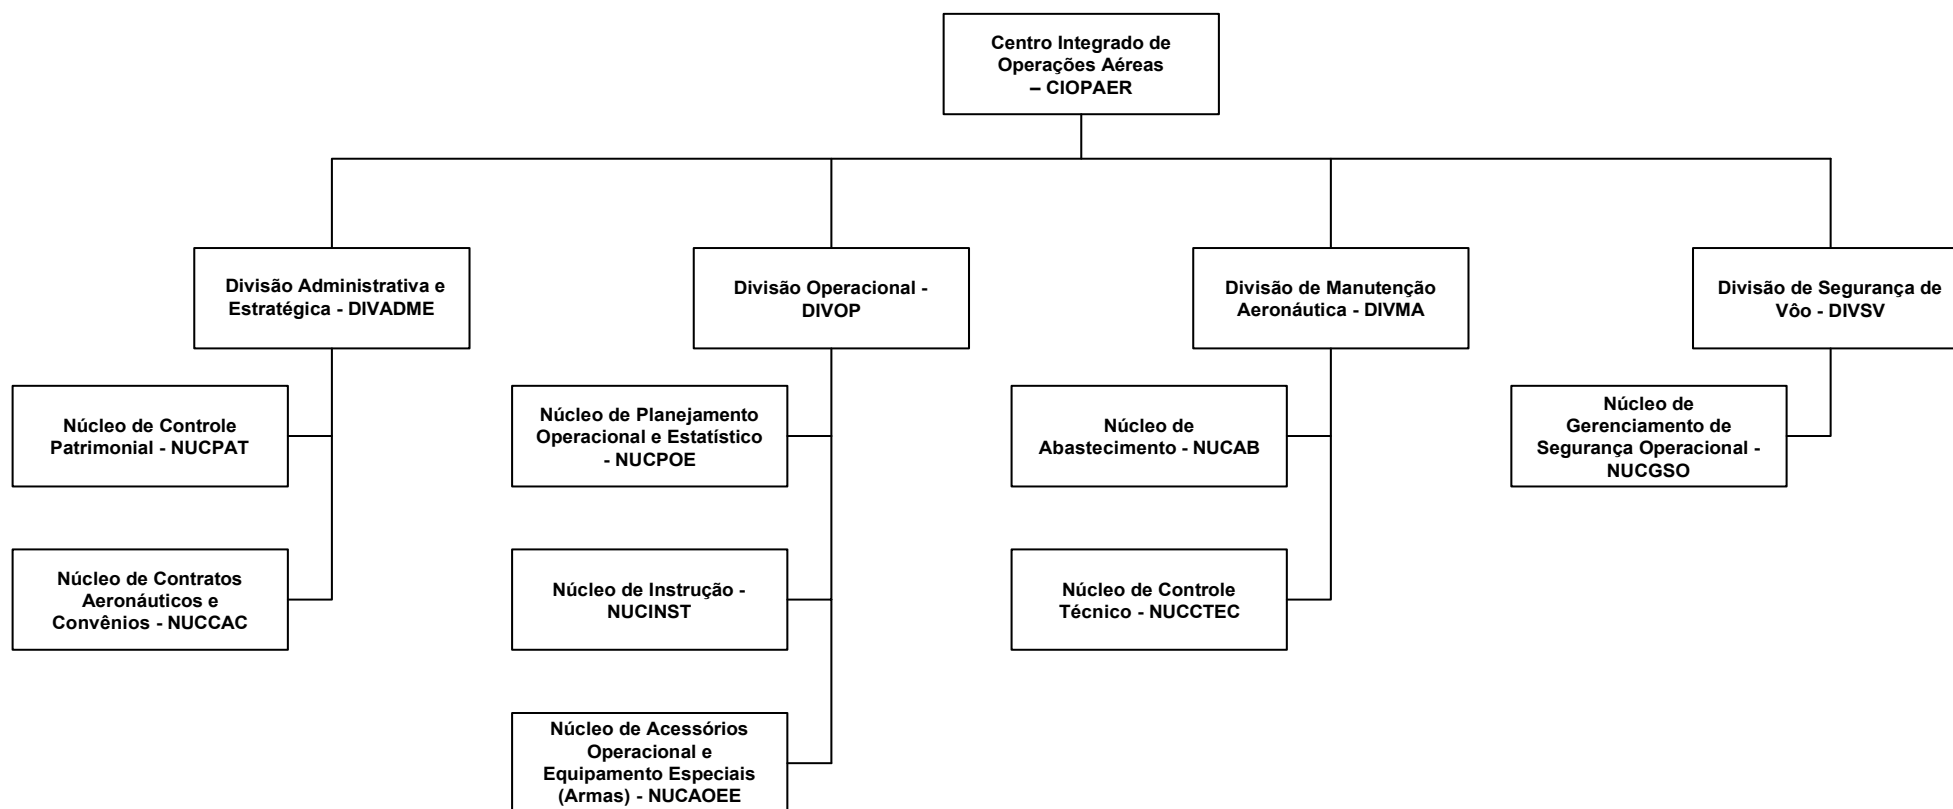 Centro Integrado de
Operações Aéreas
– CIOPAER
Divisão Administrativa e
Estratégica - DIVADME
Divisão Operacional -
DIVOP
Divisão de Manutenção
Aeronáutica - DIVMA
Divisão de Segurança de
Vôo - DIVSV
Núcleo de Controle
Patrimonial - NUCPAT
Núcleo de Planejamento
Operacional e Estatístico
- NUCPOE
Núcleo de
Abastecimento - NUCAB
Núcleo de
Gerenciamento de
Segurança Operacional -
NUCGSO
Núcleo de Contratos
Aeronáuticos e
Convênios - NUCCAC
Núcleo de Instrução -
NUCINST
Núcleo de Controle
Técnico - NUCCTEC
Núcleo de Acessórios
Operacional e
Equipamento Especiais
(Armas) - NUCAOEE